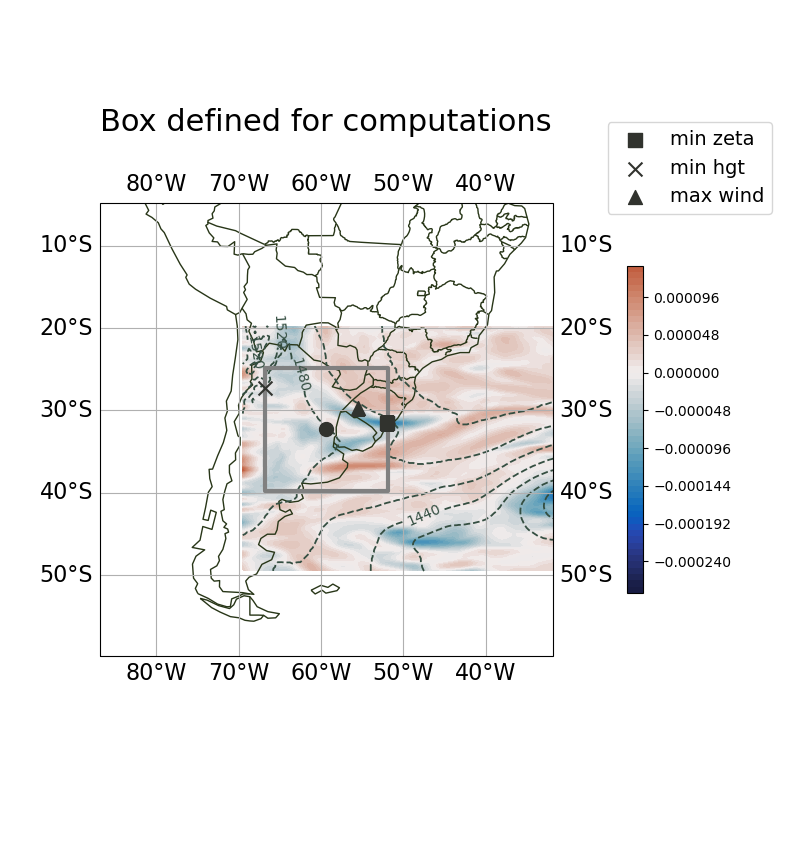 Box defined for computations
min zeta
min hgt
max wind
80°W 70°W 60°W 50°W 40°W
10°S 10°S
20°S 20°S
30°S 30°S
40°S 40°S
50°S 50°S
80°W 70°W 60°W 50°W 40°W
1480
1440
0.000096
0.000048
0.000000
−0.000048
−0.000096
−0.000144
−0.000192
−0.000240